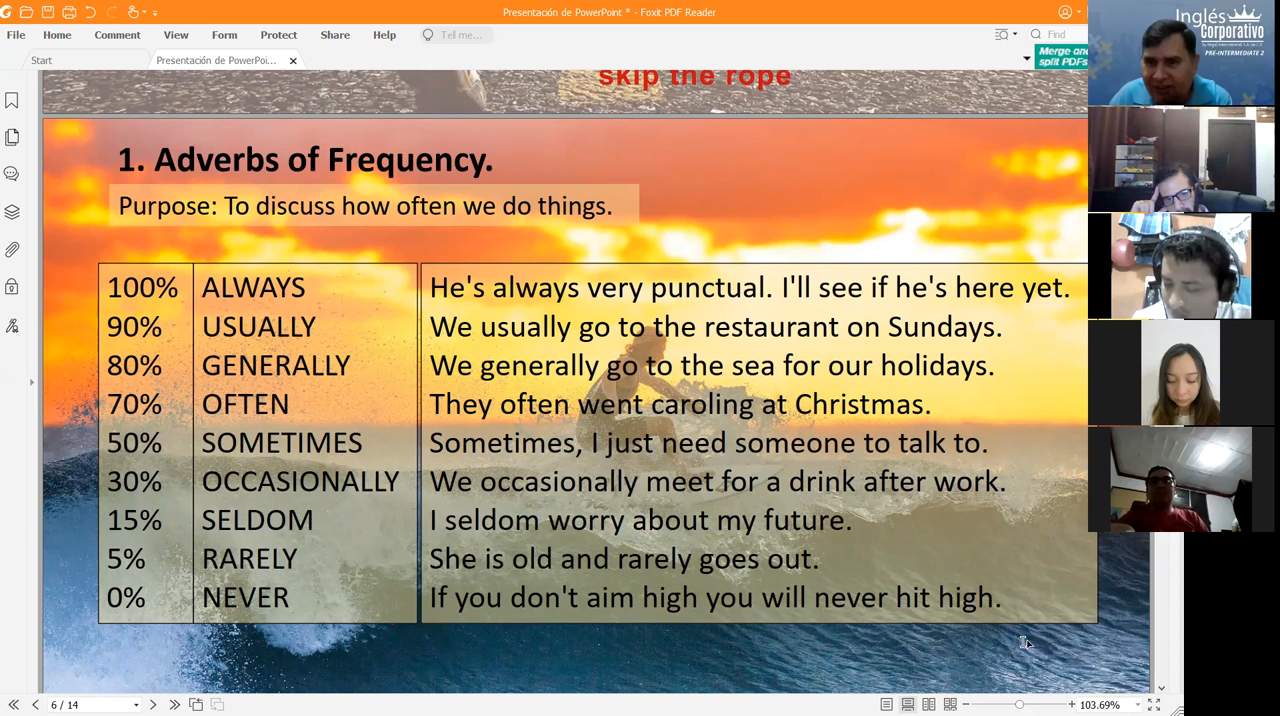 Presentación de PowerPoint * - Foxit PDF Reader
File Home Comment View Form Protect Share Help Tell me... Find
Start Presentación de PowerPoi... Merge and
split PDFs
Inglés
Corporativo
PRE-INTERMEDIATE 2
skip the rope
1. Adverbs of Frequency.
Purpose: To discuss how often we do things.
100% ALWAYS He's always very punctual. I'll see if he's here yet.
90% USUALLY We usually go to the restaurant on Sundays.
80% GENERALLY We generally go to the sea for our holidays.
70% OFTEN They often went caroling at Christmas.
50% SOMETIMES Sometimes, I just need someone to talk to.
30% OCCASIONALLY We occasionally meet for a drink after work.
15% SELDOM I seldom worry about my future.
5% RARELY She is old and rarely goes out.
0% NEVER If you don't aim high you will never hit high.
6 / 14 103.69%